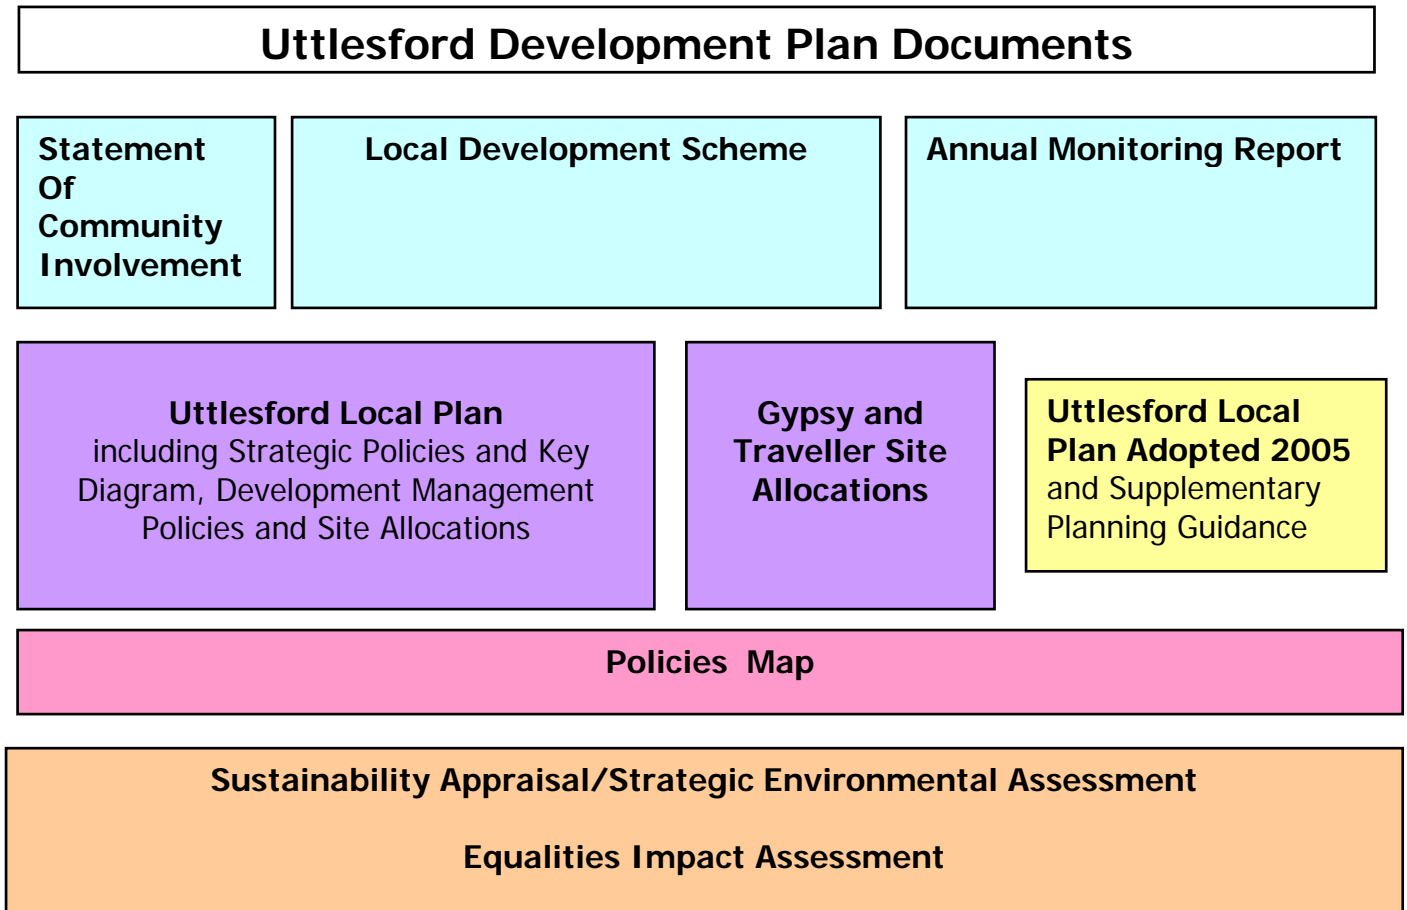 Uttlesford Development Plan Documents
Statement
Of
Community
Involvement
Local Development Scheme
Annual Monitoring Report
Uttlesford Local Plan
including Strategic Policies and Key
Diagram, Development Management
Policies and Site Allocations
Gypsy and
Traveller Site
Allocations
Uttlesford Local
Plan Adopted 2005
and Supplementary
Planning Guidance
Policies  Map
Sustainability Appraisal/Strategic Environmental Assessment
Equalities Impact Assessment